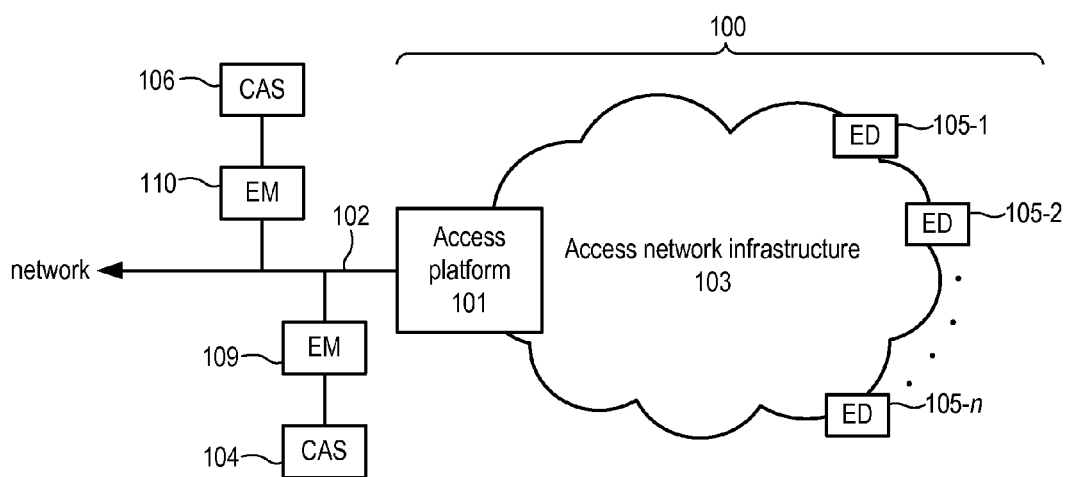 100
106
CAS
110
EM
102
network
Access
platform
101
Access network infrastructure
103
ED
105-1
ED
105-2
109
EM
104
CAS
ED
105-n